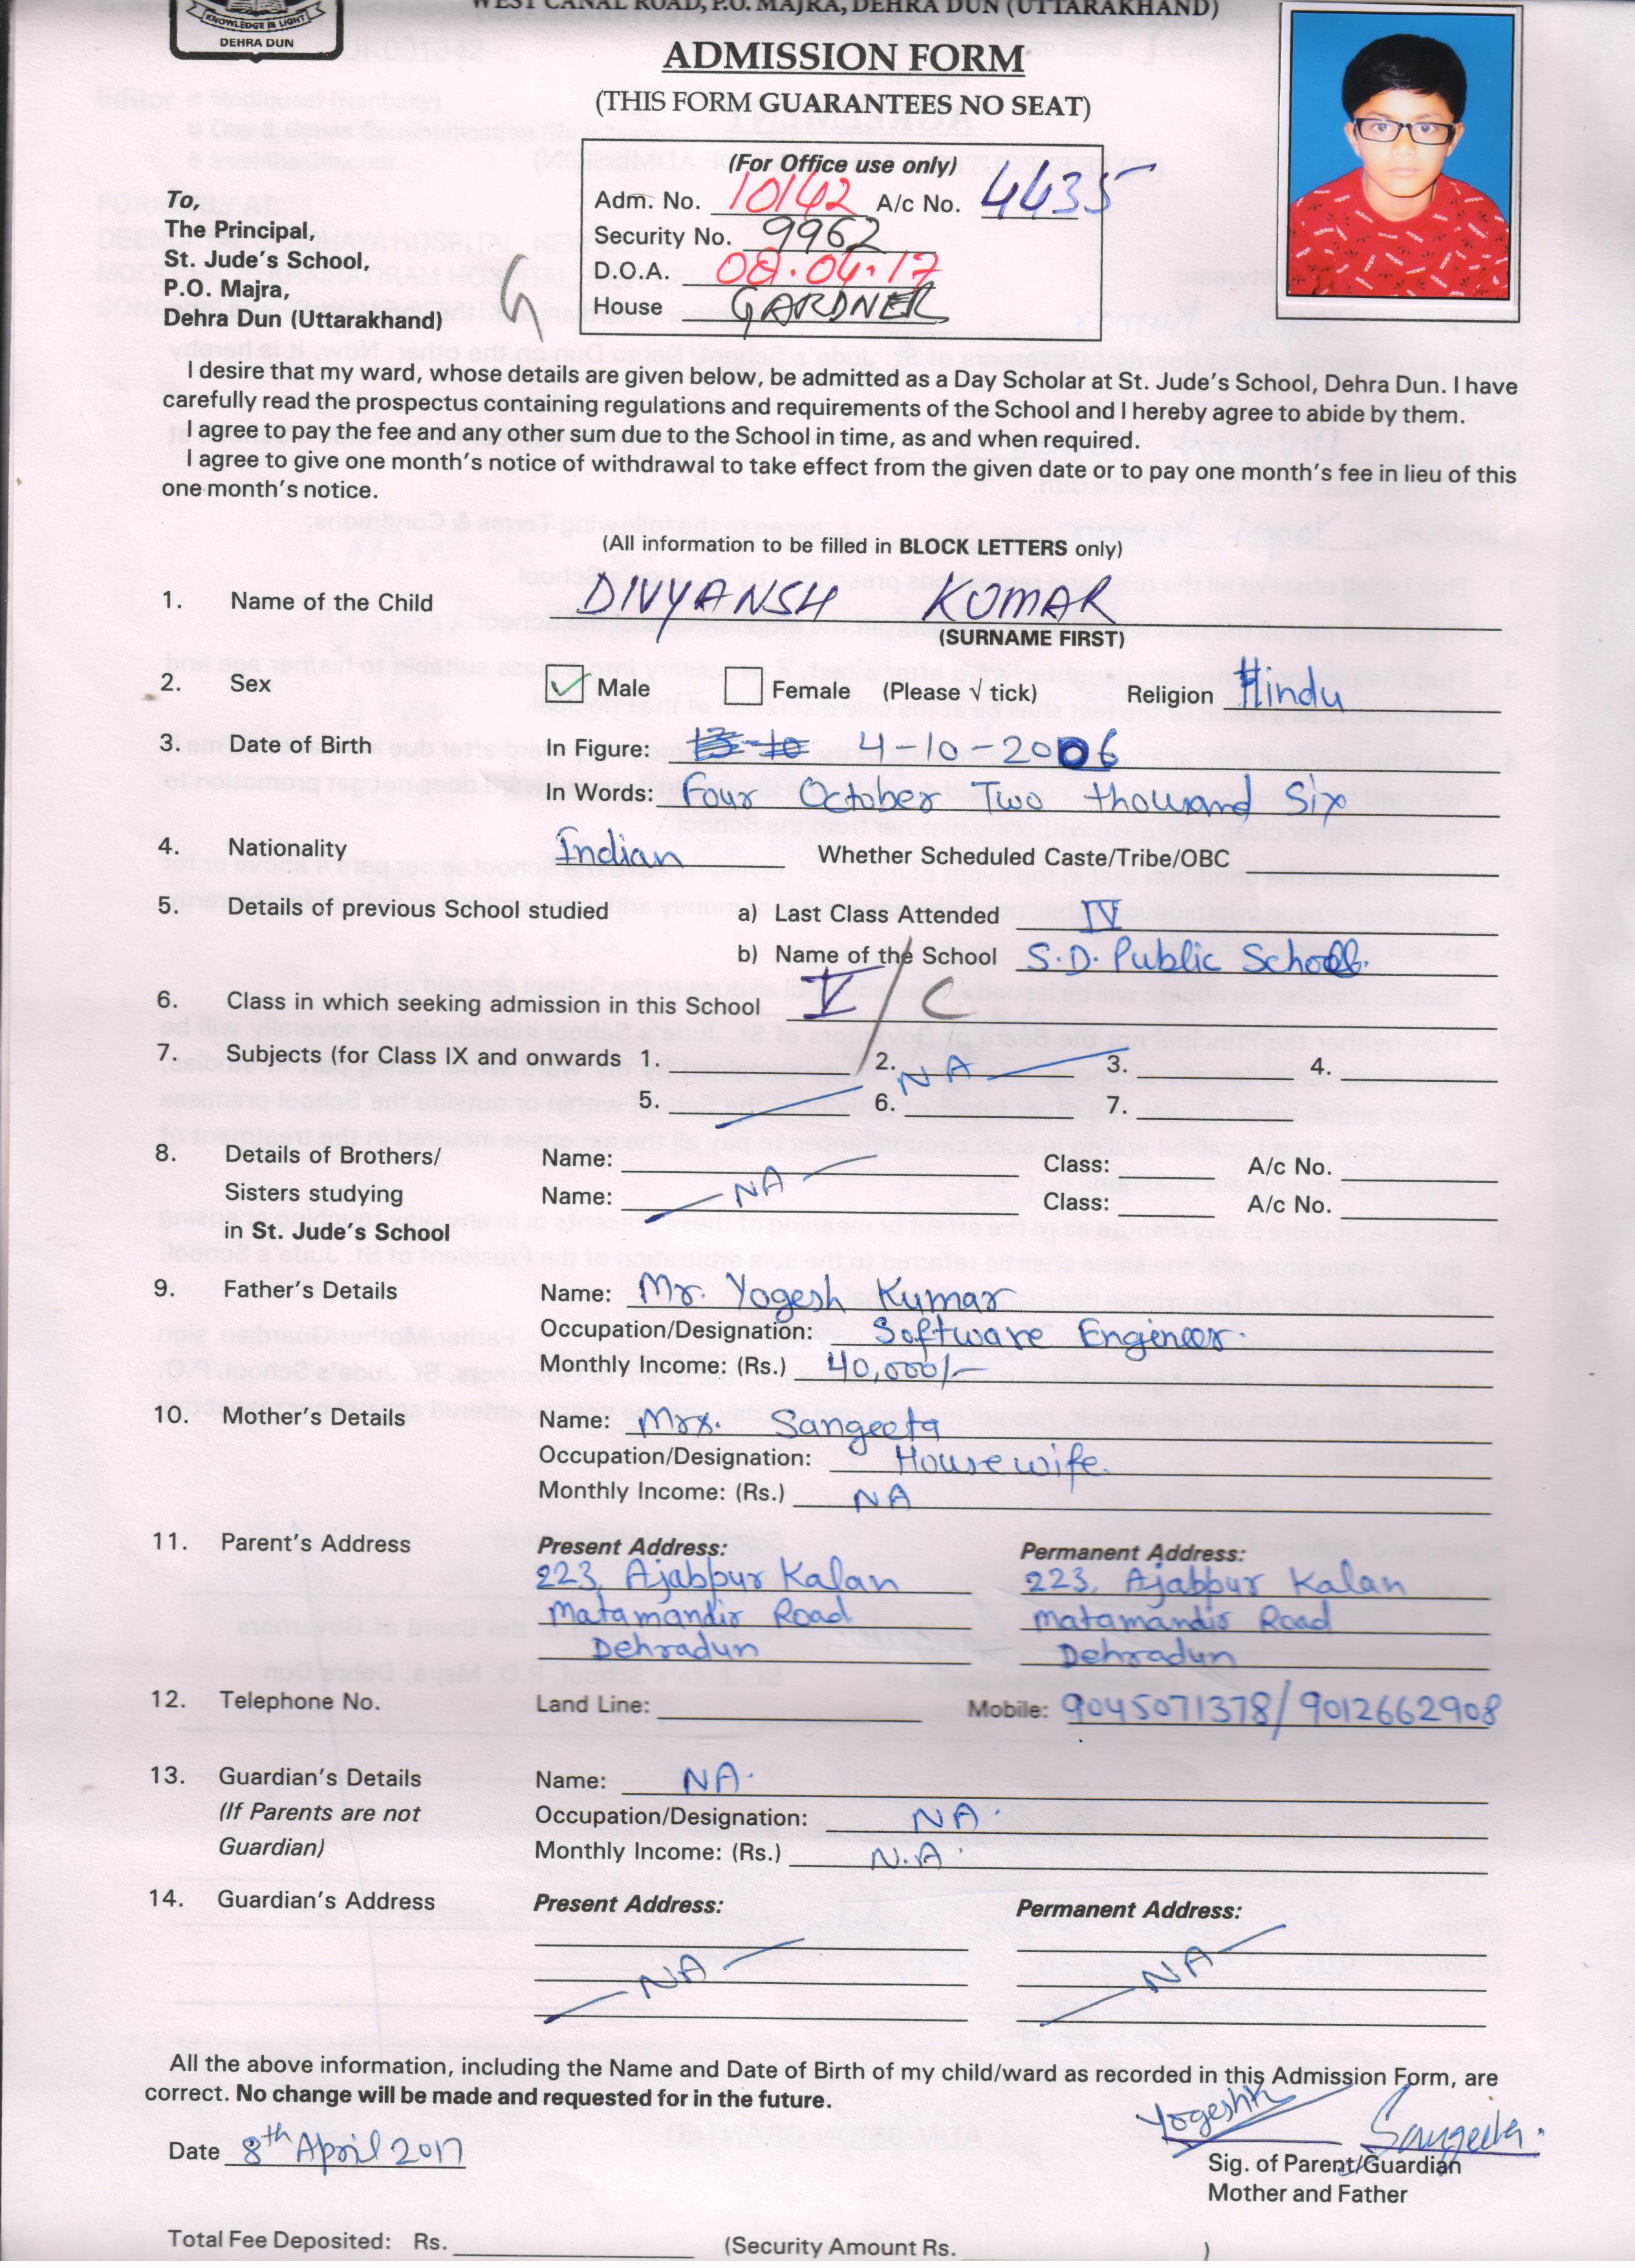 WEST CANAL ROAD, P.O. MAJRA, DEHRA DUN (UTTARAKHAND)
KNOWLEDGE IS LIGHT
DEHRA DUN
ADMISSION FORM
(THIS FORM GUARANTEES NO SEAT)
(For Office use only)
Adm. No. 10142 A/c No. 4435
Security No. 9962
D.O.A. 08.04.17
House GARDNER
To,
The Principal,
St. Jude's School,
P.O. Majra,
Dehra Dun (Uttarakhand)
I desire that my ward, whose details are given below, be admitted as a Day Scholar at St. Jude's School, Dehra Dun. I have
carefully read the prospectus containing regulations and requirements of the School and I hereby agree to abide by them.
I agree to pay the fee and any other sum due to the School in time, as and when required.
I agree to give one month's notice of withdrawal to take effect from the given date or to pay one month's fee in lieu of this
one month's notice.
(All information to be filled in BLOCK LETTERS only)
1. Name of the Child DIVYANSH KUMAR
(SURNAME FIRST)
2. Sex Male Female (Please √ tick) Religion Hindu
3. Date of Birth In Figure: 13-10 4-10-2006
In Words: Four October Two thousand Six
4. Nationality Indian Whether Scheduled Caste/Tribe/OBC
5. Details of previous School studied a) Last Class Attended IV
b) Name of the School S.D. Public School.
6. Class in which seeking admission in this School V/C
7. Subjects (for Class IX and onwards 1. 2. NA 3. 4.
5. 6. 7.
8. Details of Brothers/ Name: Class: A/c No.
Sisters studying Name: NA Class: A/c No.
in St. Jude's School
9. Father's Details Name: Mr. Yogesh Kumar
Occupation/Designation: Software Engineer.
Monthly Income: (Rs.) 40,000/-
10. Mother's Details Name: Mrs. Sangeeta
Occupation/Designation: Housewife.
Monthly Income: (Rs.) NA
11. Parent's Address Present Address: Permanent Address:
223, Ajabpur Kalan 223, Ajabpur Kalan
Matamandir Road Matamandir Road
Dehradun Dehradun
12. Telephone No. Land Line: Mobile: 9045071378/9012662908
13. Guardian's Details Name: NA.
(If Parents are not Occupation/Designation: NA.
Guardian) Monthly Income: (Rs.) N.A.
14. Guardian's Address Present Address: Permanent Address:
NA NA
All the above information, including the Name and Date of Birth of my child/ward as recorded in this Admission Form, are
correct. No change will be made and requested for in the future.
Yogeshk Sangeeta.
Date 8th April 2017
Sig. of Parent/Guardian
Mother and Father
Total Fee Deposited: Rs. (Security Amount Rs. )